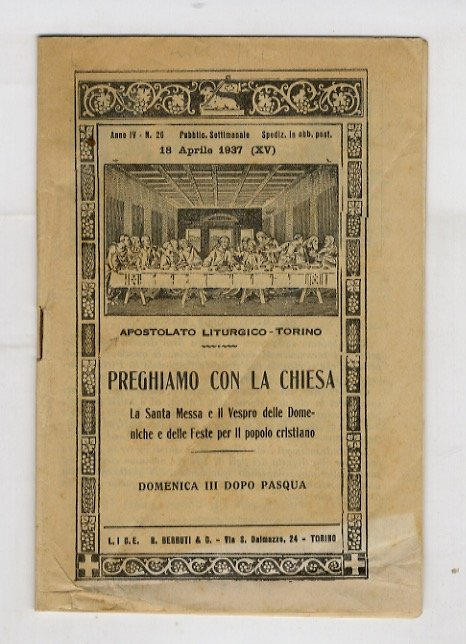 Anno IV - N. 26 Pubblic. Settimanale Spediz. in abb. post.
18 Aprile 1937 (XV)
APOSTOLATO LITURGICO - TORINO
PREGHIAMO CON LA CHIESA
La Santa Messa e il Vespro delle Dome-
niche e delle Feste per il popolo cristiano
DOMENICA III DOPO PASQUA
L. I C. E. R. BERRUTI & C. - Via S. Dalmazzo, 24 - TORINO